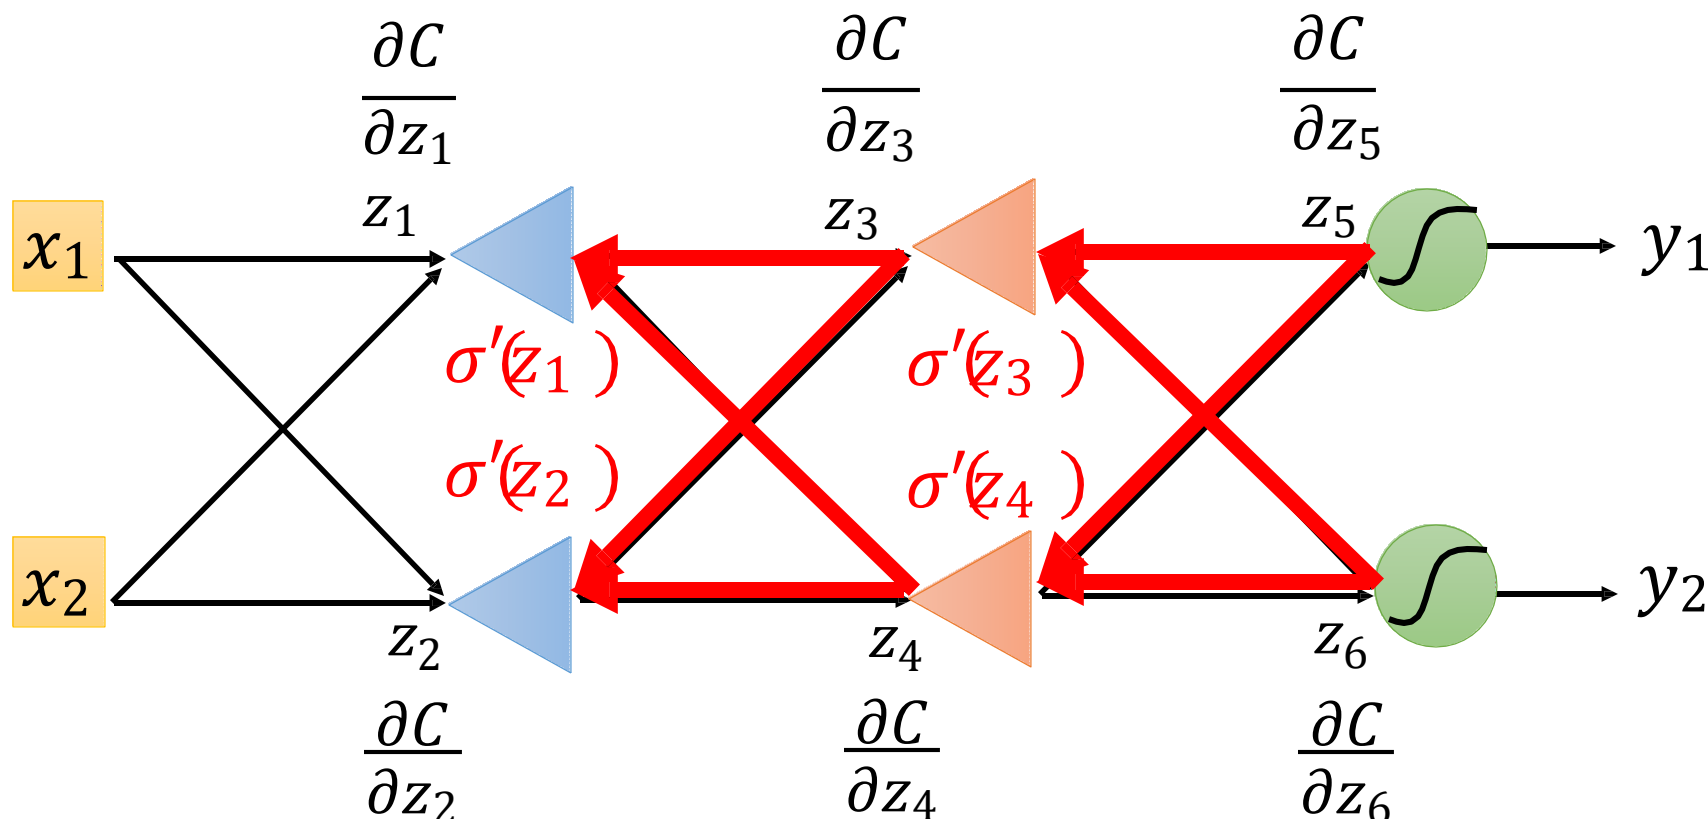 ∂C/∂z₁ ∂C/∂z₃ ∂C/∂z₅
z₁ z₃ z₅
x₁ y₁
σ′(z₁) σ′(z₃)
σ′(z₂) σ′(z₄)
x₂ y₂
z₂ z₄ z₆
∂C/∂z₂ ∂C/∂z₄ ∂C/∂z₆